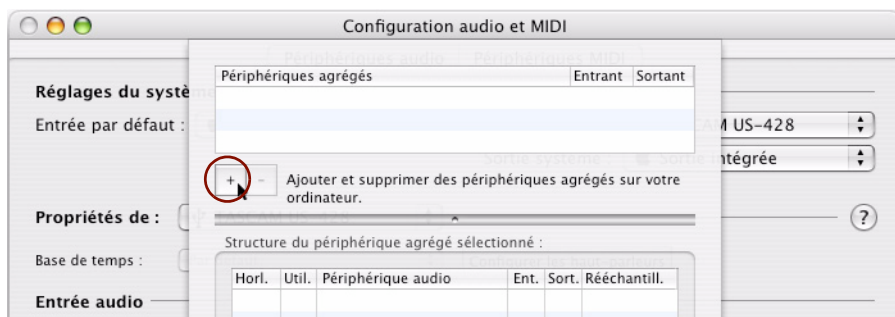 Configuration audio et MIDI
Périphériques audio Périphériques MIDI
Périphériques agrégés Entrant Sortant
Réglages du systè
Entrée par défaut :
AM US-428
Sortie système : Sortie intégrée
+ -
Ajouter et supprimer des périphériques agrégés sur votre
ordinateur.
Propriétés de : TASCAM US-428
?
Structure du périphérique agrégé sélectionné :
Base de temps :
Configurer les haut-parleurs
Horl. Util. Périphérique audio Ent. Sort. Rééchantill.
Entrée audio